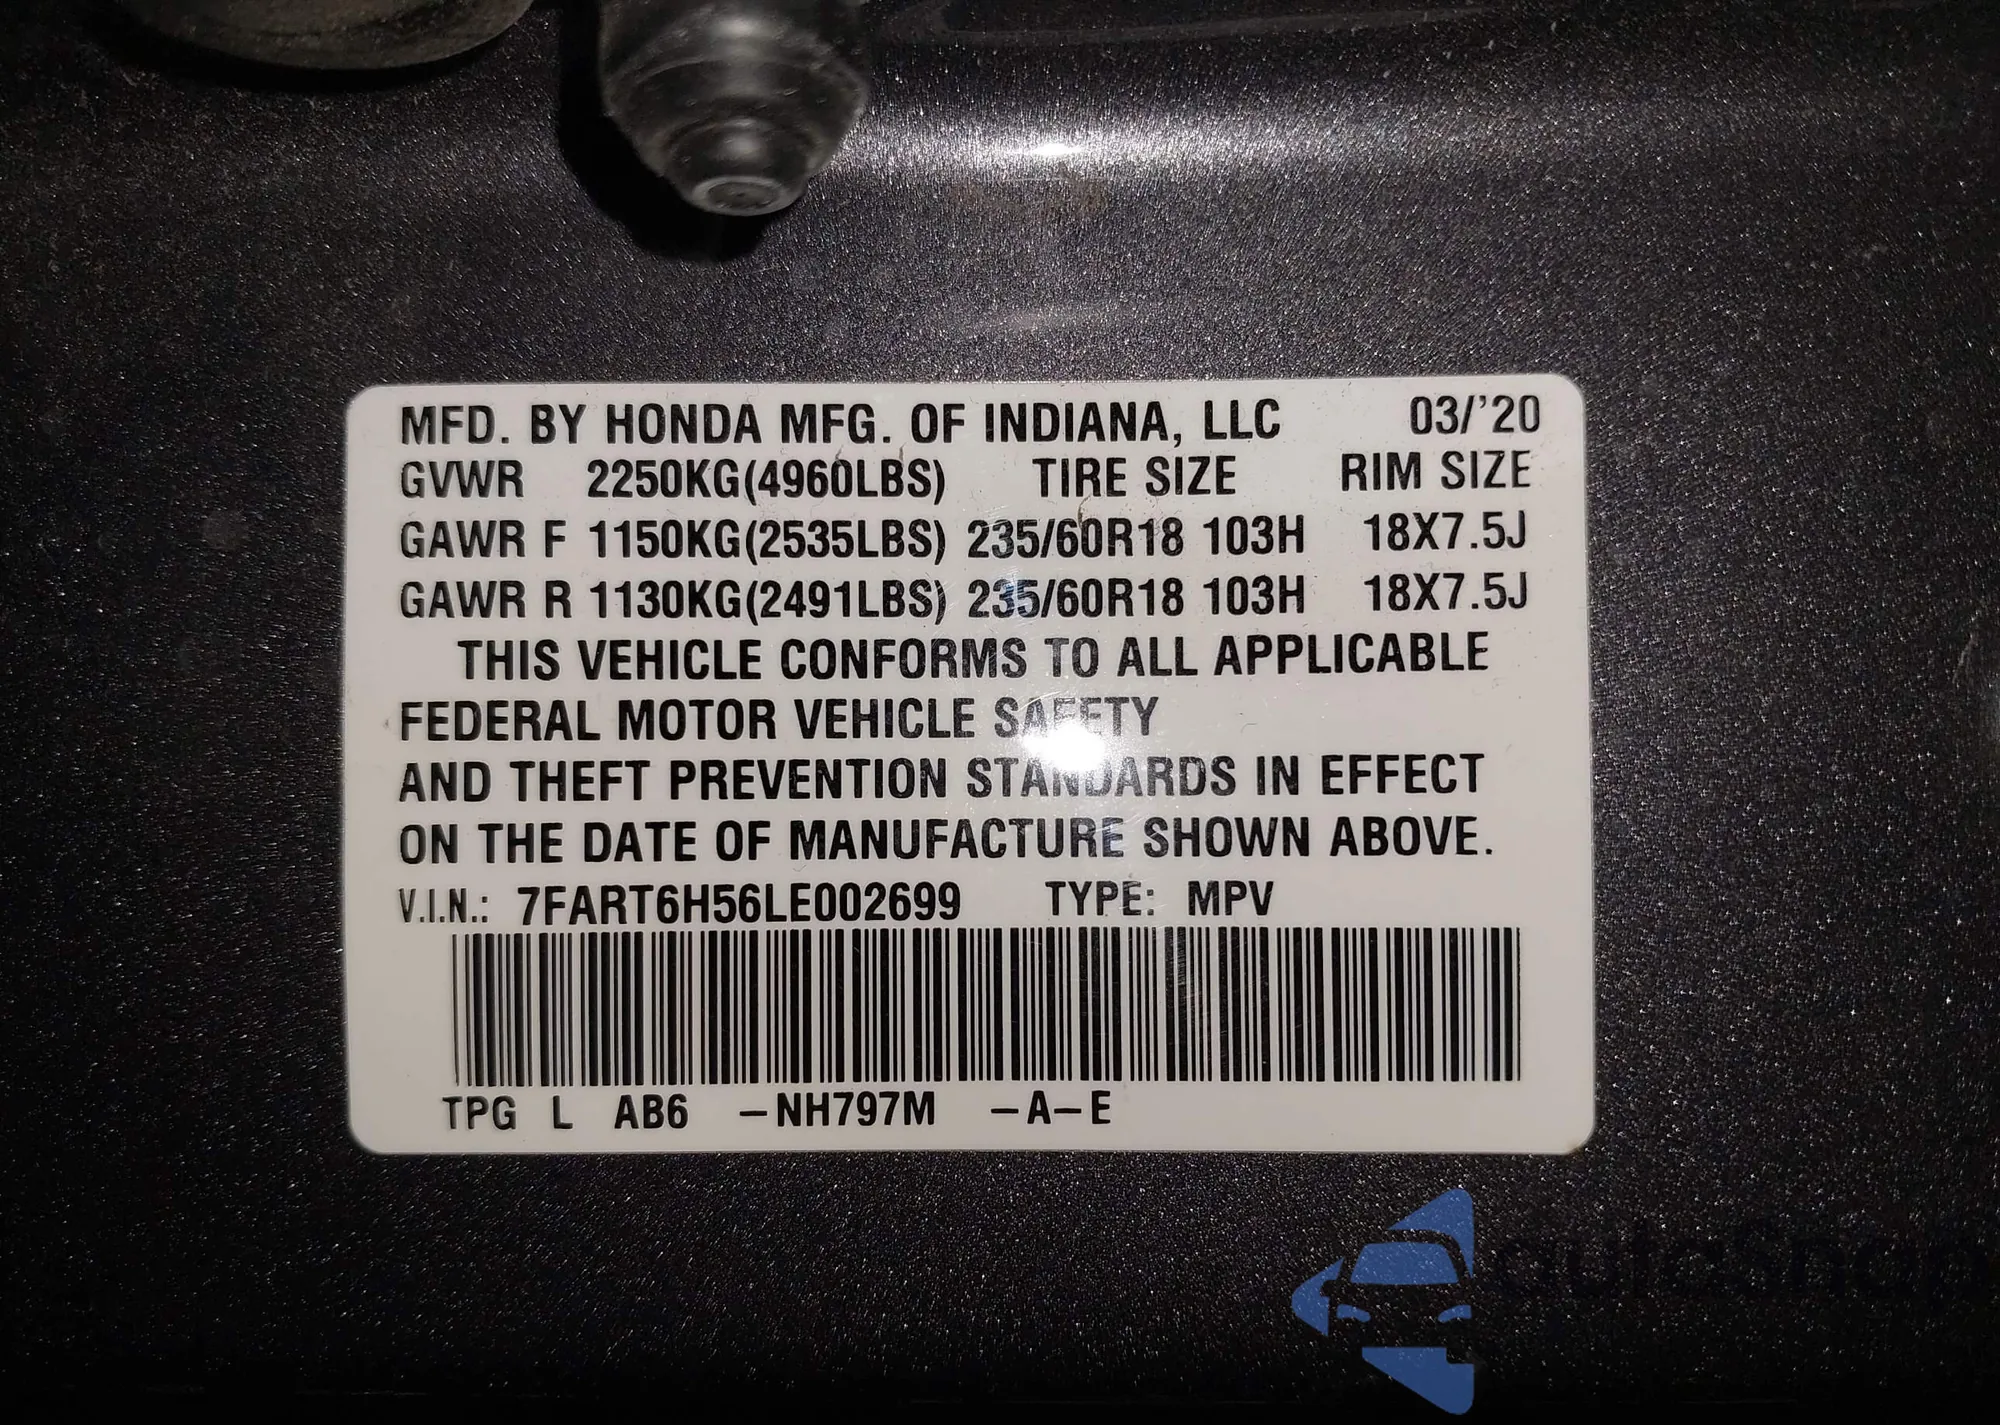 MFD. BY HONDA MFG. OF INDIANA, LLC 03/'20
GVWR 2250KG(4960LBS) TIRE SIZE RIM SIZE
GAWR F 1150KG(2535LBS) 235/60R18 103H 18X7.5J
GAWR R 1130KG(2491LBS) 235/60R18 103H 18X7.5J
THIS VEHICLE CONFORMS TO ALL APPLICABLE
FEDERAL MOTOR VEHICLE SAFETY
AND THEFT PREVENTION STANDARDS IN EFFECT
ON THE DATE OF MANUFACTURE SHOWN ABOVE.
V.I.N.: 7FART6H56LE002699 TYPE: MPV
TPG L AB6 –NH797M –A–E